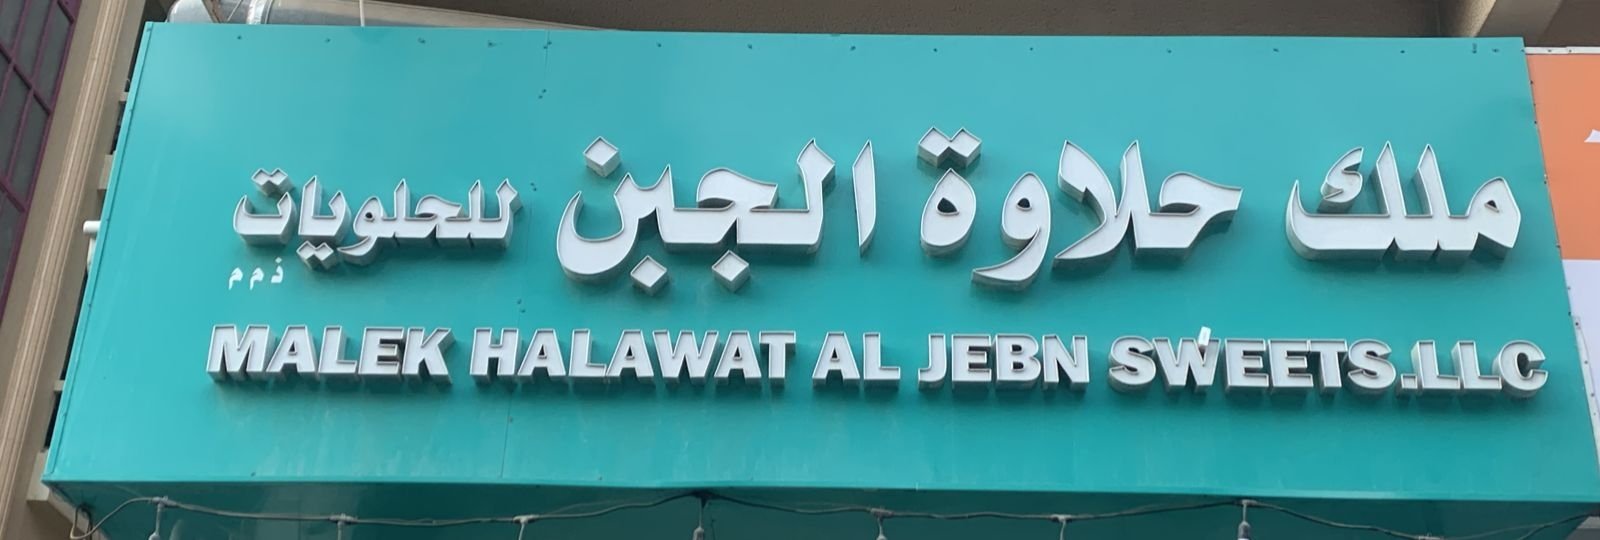 ملك حلاوة الجبن للحلويات
ذ م م
MALEK HALAWAT AL JEBN SWEETS.LLC